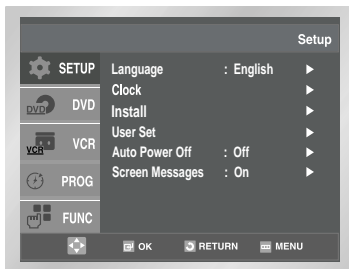 Setup
SETUP
Language : English
Clock
Install
DVD DVD
User Set
VCR VCR
Auto Power Off : Off
Screen Messages : On
PROG
FUNC
OK RETURN MENU